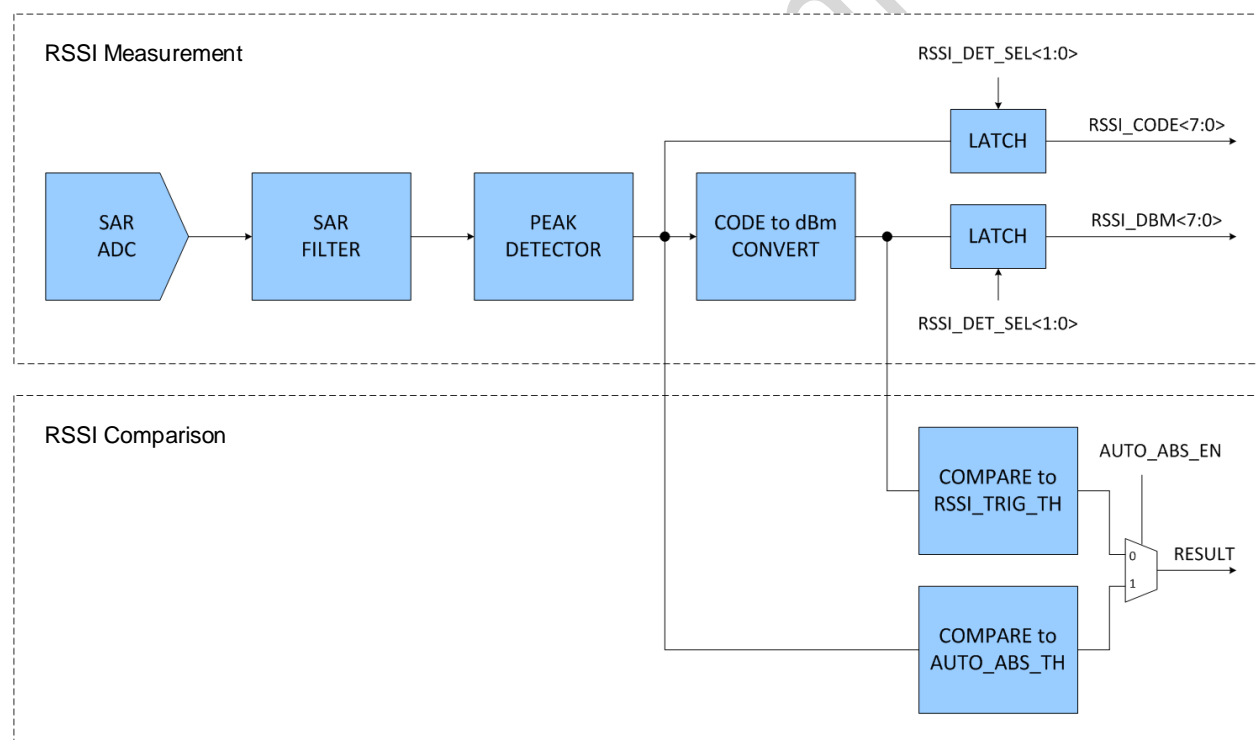 RSSI Measurement
RSSI_DET_SEL<1:0>
LATCH
RSSI_CODE<7:0>
SAR
ADC
SAR
FILTER
PEAK
DETECTOR
CODE to dBm
CONVERT
LATCH
RSSI_DBM<7:0>
RSSI_DET_SEL<1:0>
RSSI Comparison
COMPARE to
RSSI_TRIG_TH
AUTO_ABS_EN
0
1
RESULT
COMPARE to
AUTO_ABS_TH